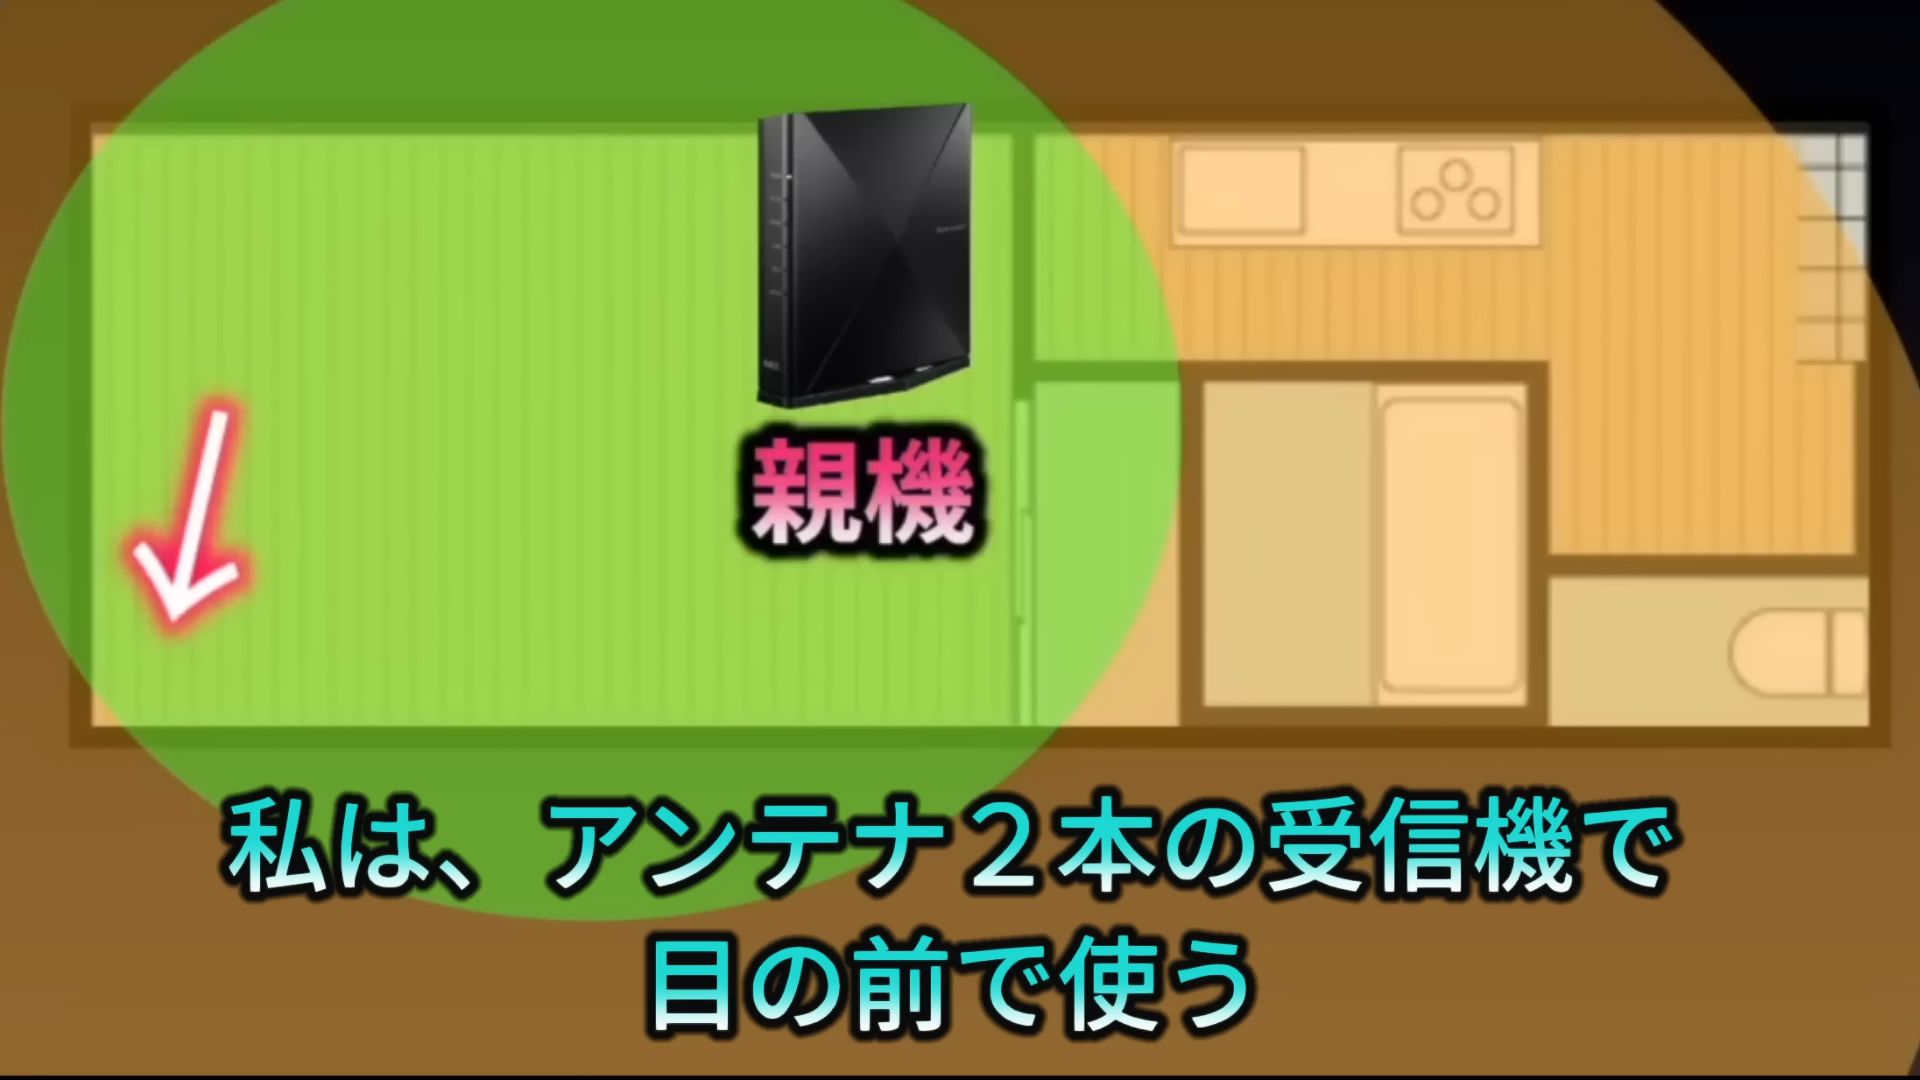 親機
私は、アンテナ２本の受信機で
目の前で使う